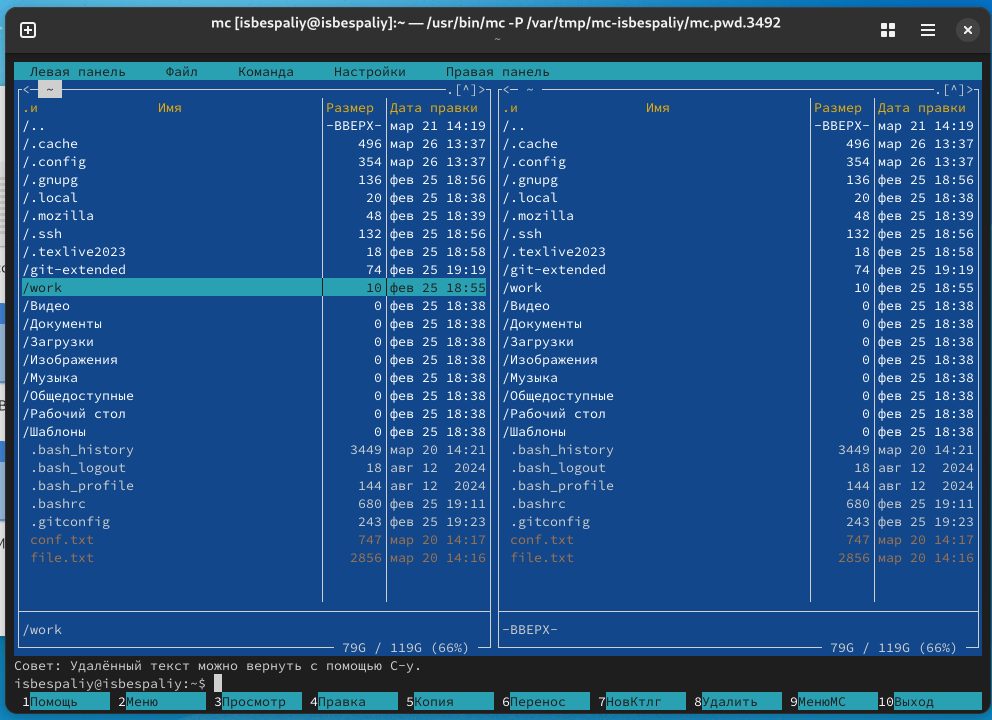 mc [isbespaliy@isbespaliy]:~ — /usr/bin/mc -P /var/tmp/mc-isbespaliy/mc.pwd.3492
~
Левая панель Файл Команда Настройки Правая панель
<- ~ .[^]> <- ~ .[^]>
.и Имя Размер Дата правки .и Имя Размер Дата правки
/.. -ВВЕРХ- мар 21 14:19 /.. -ВВЕРХ- мар 21 14:19
/.cache 496 мар 26 13:37 /.cache 496 мар 26 13:37
/.config 354 мар 26 13:37 /.config 354 мар 26 13:37
/.gnupg 136 фев 25 18:56 /.gnupg 136 фев 25 18:56
/.local 20 фев 25 18:38 /.local 20 фев 25 18:38
/.mozilla 48 фев 25 18:39 /.mozilla 48 фев 25 18:39
/.ssh 132 фев 25 18:56 /.ssh 132 фев 25 18:56
/.texlive2023 18 фев 25 18:58 /.texlive2023 18 фев 25 18:58
/git-extended 74 фев 25 19:19 /git-extended 74 фев 25 19:19
/work 10 фев 25 18:55 /work 10 фев 25 18:55
/Видео 0 фев 25 18:38 /Видео 0 фев 25 18:38
/Документы 0 фев 25 18:38 /Документы 0 фев 25 18:38
/Загрузки 0 фев 25 18:38 /Загрузки 0 фев 25 18:38
/Изображения 0 фев 25 18:38 /Изображения 0 фев 25 18:38
/Музыка 0 фев 25 18:38 /Музыка 0 фев 25 18:38
/Общедоступные 0 фев 25 18:38 /Общедоступные 0 фев 25 18:38
/Рабочий стол 0 фев 25 18:38 /Рабочий стол 0 фев 25 18:38
/Шаблоны 0 фев 25 18:38 /Шаблоны 0 фев 25 18:38
.bash_history 3449 мар 20 14:21 .bash_history 3449 мар 20 14:21
.bash_logout 18 авг 12 2024 .bash_logout 18 авг 12 2024
.bash_profile 144 авг 12 2024 .bash_profile 144 авг 12 2024
.bashrc 680 фев 25 19:11 .bashrc 680 фев 25 19:11
.gitconfig 243 фев 25 19:23 .gitconfig 243 фев 25 19:23
conf.txt 747 мар 20 14:17 conf.txt 747 мар 20 14:17
file.txt 2856 мар 20 14:16 file.txt 2856 мар 20 14:16
/work -ВВЕРХ-
79G / 119G (66%) 79G / 119G (66%)
Совет: Удалённый текст можно вернуть с помощью C-y.
isbespaliy@isbespaliy:~$
1Помощь 2Меню 3Просмотр 4Правка 5Копия 6Перенос 7НовКтлг 8Удалить 9МенюMC 10Выход